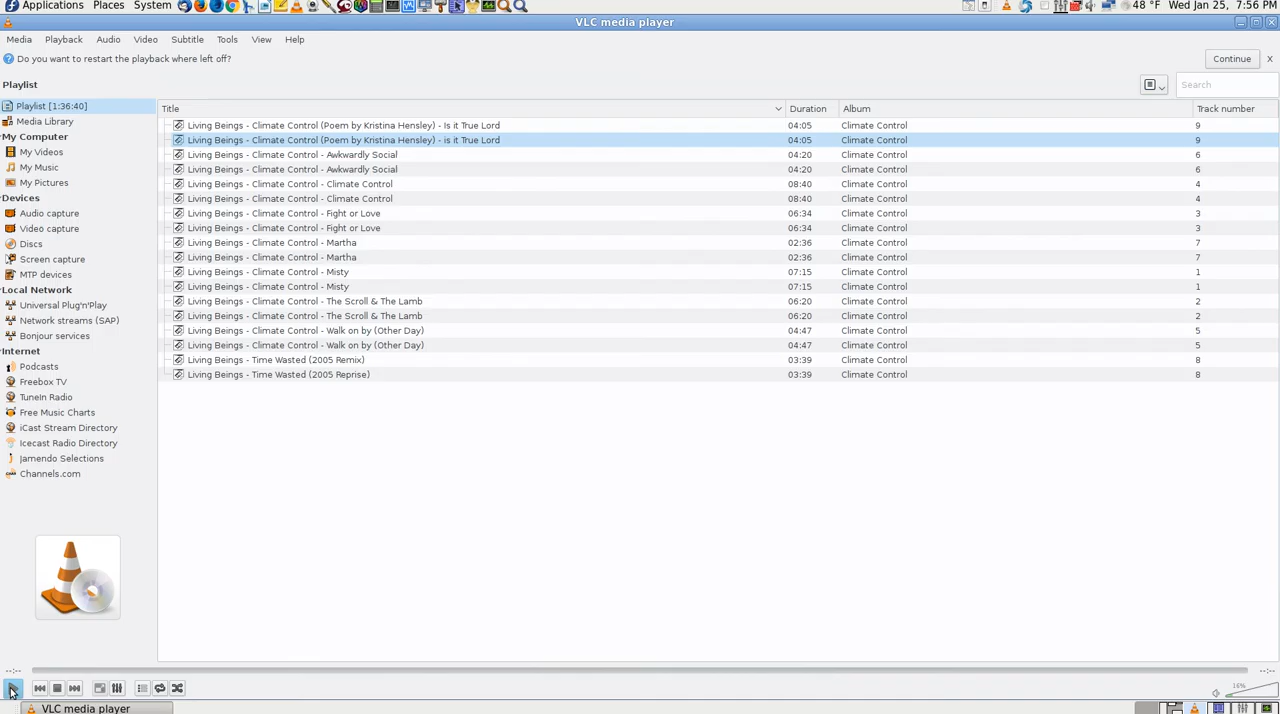 Applications Places System 48 °F Wed Jan 25, 7:56 PM
VLC media player
Media Playback Audio Video Subtitle Tools View Help
Do you want to restart the playback where left off? Continue x
Playlist Search
Playlist [1:36:40]
Media Library
My Computer
My Videos
My Music
My Pictures
Devices
Audio capture
Video capture
Discs
Screen capture
MTP devices
Local Network
Universal Plug'n'Play
Network streams (SAP)
Bonjour services
Internet
Podcasts
Freebox TV
TuneIn Radio
Free Music Charts
iCast Stream Directory
Icecast Radio Directory
Jamendo Selections
Channels.com
Title Duration Album Track number
Living Beings - Climate Control (Poem by Kristina Hensley) - Is it True Lord 04:05 Climate Control 9
Living Beings - Climate Control (Poem by Kristina Hensley) - is it True Lord 04:05 Climate Control 9
Living Beings - Climate Control - Awkwardly Social 04:20 Climate Control 6
Living Beings - Climate Control - Awkwardly Social 04:20 Climate Control 6
Living Beings - Climate Control - Climate Control 08:40 Climate Control 4
Living Beings - Climate Control - Climate Control 08:40 Climate Control 4
Living Beings - Climate Control - Fight or Love 06:34 Climate Control 3
Living Beings - Climate Control - Fight or Love 06:34 Climate Control 3
Living Beings - Climate Control - Martha 02:36 Climate Control 7
Living Beings - Climate Control - Martha 02:36 Climate Control 7
Living Beings - Climate Control - Misty 07:15 Climate Control 1
Living Beings - Climate Control - Misty 07:15 Climate Control 1
Living Beings - Climate Control - The Scroll & The Lamb 06:20 Climate Control 2
Living Beings - Climate Control - The Scroll & The Lamb 06:20 Climate Control 2
Living Beings - Climate Control - Walk on by (Other Day) 04:47 Climate Control 5
Living Beings - Climate Control - Walk on by (Other Day) 04:47 Climate Control 5
Living Beings - Time Wasted (2005 Remix) 03:39 Climate Control 8
Living Beings - Time Wasted (2005 Reprise) 03:39 Climate Control 8
--:-- --:--
16%
VLC media player